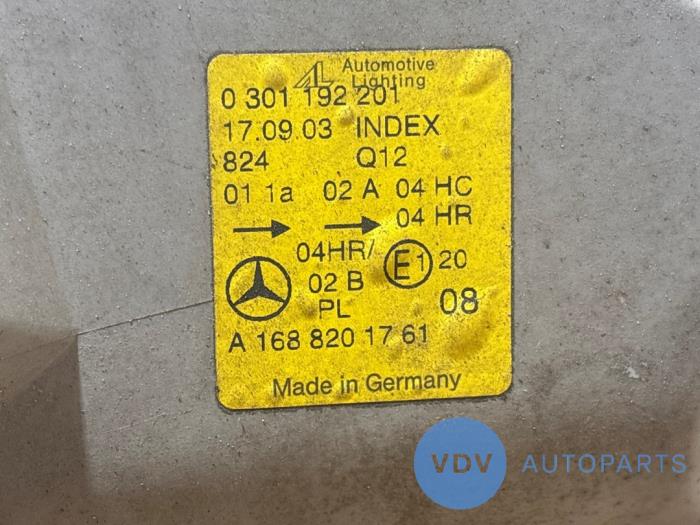 AL Automotive
Lighting
0 301 192 201
17.09.03 INDEX
824 Q12
01 1a 02 A 04 HC
04 HR
04HR/
02 B E1 20
PL 08
A 168 820 17 61
Made in Germany
VDV AUTOPARTS